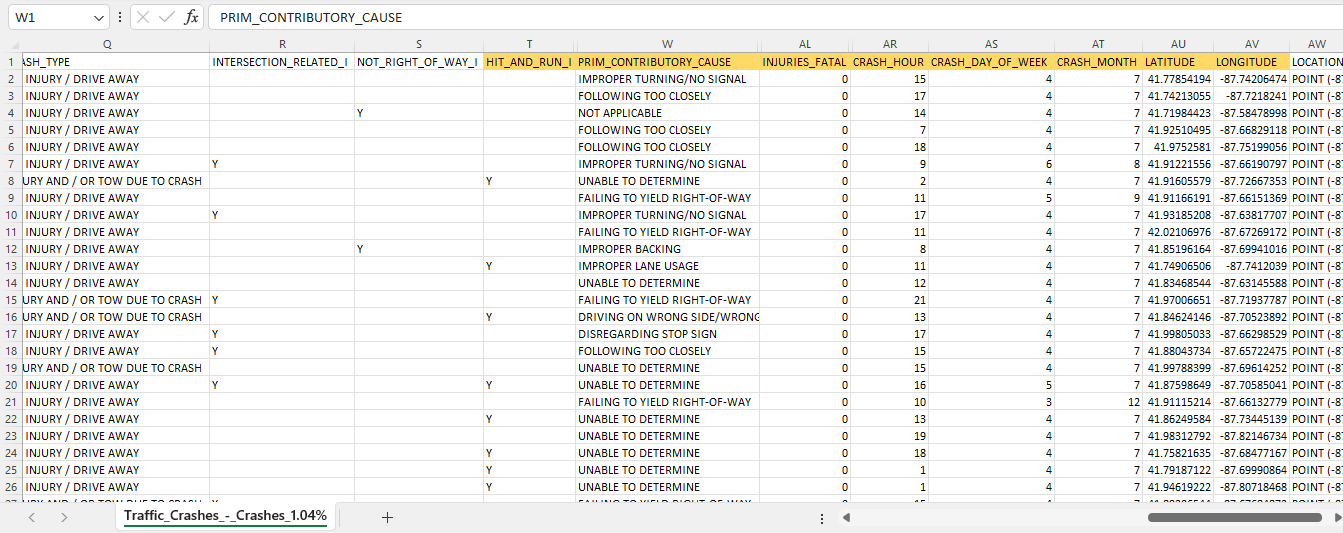 W1 fx PRIM_CONTRIBUTORY_CAUSE
Q R S T W AL AR AS AT AU AV AW
1 ASH_TYPE INTERSECTION_RELATED_I NOT_RIGHT_OF_WAY_I HIT_AND_RUN_I PRIM_CONTRIBUTORY_CAUSE INJURIES_FATAL CRASH_HOUR CRASH_DAY_OF_WEEK CRASH_MONTH LATITUDE LONGITUDE LOCATION
2 INJURY / DRIVE AWAY IMPROPER TURNING/NO SIGNAL 0 15 4 7 41.77854194 -87.74206474 POINT (-87
3 INJURY / DRIVE AWAY FOLLOWING TOO CLOSELY 0 17 4 7 41.74213055 -87.7218241 POINT (-87
4 INJURY / DRIVE AWAY Y NOT APPLICABLE 0 14 4 7 41.71984423 -87.58478998 POINT (-87
5 INJURY / DRIVE AWAY FOLLOWING TOO CLOSELY 0 7 4 7 41.92510495 -87.66829118 POINT (-87
6 INJURY / DRIVE AWAY FOLLOWING TOO CLOSELY 0 18 4 7 41.9752581 -87.75199056 POINT (-87
7 INJURY / DRIVE AWAY Y IMPROPER TURNING/NO SIGNAL 0 9 6 8 41.91221556 -87.66190797 POINT (-87
8 URY AND / OR TOW DUE TO CRASH Y UNABLE TO DETERMINE 0 2 4 7 41.91605579 -87.72667353 POINT (-87
9 INJURY / DRIVE AWAY FAILING TO YIELD RIGHT-OF-WAY 0 11 5 9 41.91166191 -87.66151369 POINT (-87
10 INJURY / DRIVE AWAY Y IMPROPER TURNING/NO SIGNAL 0 17 4 7 41.93185208 -87.63817707 POINT (-87
11 INJURY / DRIVE AWAY FAILING TO YIELD RIGHT-OF-WAY 0 11 4 7 42.02106976 -87.67269172 POINT (-87
12 INJURY / DRIVE AWAY Y IMPROPER BACKING 0 8 4 7 41.85196164 -87.69941016 POINT (-87
13 INJURY / DRIVE AWAY Y IMPROPER LANE USAGE 0 11 4 7 41.74906506 -87.7412039 POINT (-87
14 INJURY / DRIVE AWAY UNABLE TO DETERMINE 0 12 4 7 41.83468544 -87.63145588 POINT (-87
15 URY AND / OR TOW DUE TO CRASH Y FAILING TO YIELD RIGHT-OF-WAY 0 21 4 7 41.97006651 -87.71937787 POINT (-87
16 URY AND / OR TOW DUE TO CRASH Y DRIVING ON WRONG SIDE/WRONG 0 13 4 7 41.84624146 -87.70523892 POINT (-87
17 INJURY / DRIVE AWAY Y DISREGARDING STOP SIGN 0 17 4 7 41.99805033 -87.66298529 POINT (-87
18 INJURY / DRIVE AWAY Y FOLLOWING TOO CLOSELY 0 15 4 7 41.88043734 -87.65722475 POINT (-87
19 URY AND / OR TOW DUE TO CRASH UNABLE TO DETERMINE 0 15 4 7 41.99788399 -87.69614252 POINT (-87
20 INJURY / DRIVE AWAY Y Y UNABLE TO DETERMINE 0 16 5 7 41.87598649 -87.70585041 POINT (-87
21 INJURY / DRIVE AWAY FAILING TO YIELD RIGHT-OF-WAY 0 10 3 12 41.91115214 -87.66132779 POINT (-87
22 INJURY / DRIVE AWAY Y UNABLE TO DETERMINE 0 13 4 7 41.86249584 -87.73445139 POINT (-87
23 INJURY / DRIVE AWAY UNABLE TO DETERMINE 0 19 4 7 41.98312792 -87.82146734 POINT (-87
24 INJURY / DRIVE AWAY Y UNABLE TO DETERMINE 0 18 4 7 41.75821635 -87.68477167 POINT (-87
25 INJURY / DRIVE AWAY Y UNABLE TO DETERMINE 0 1 4 7 41.79187122 -87.69990864 POINT (-87
26 INJURY / DRIVE AWAY Y UNABLE TO DETERMINE 0 1 4 7 41.94619222 -87.80718468 POINT (-87
Traffic_Crashes_-_Crashes_1.04%